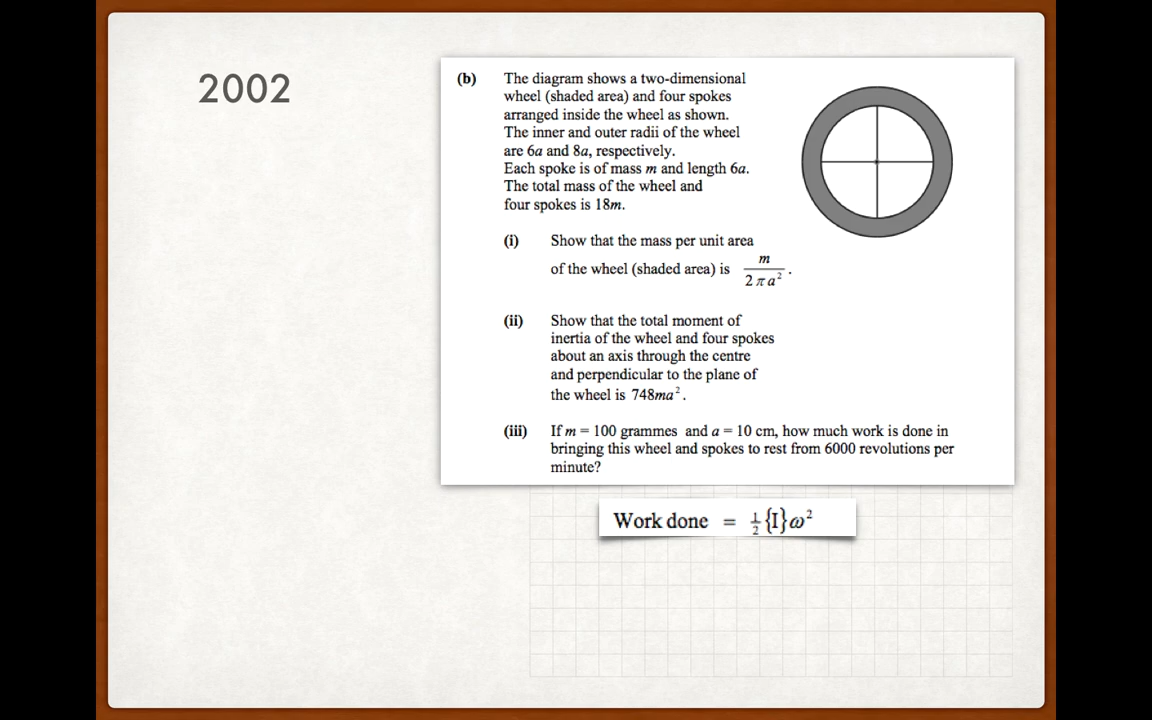 2002
(b) The diagram shows a two-dimensional
wheel (shaded area) and four spokes
arranged inside the wheel as shown.
The inner and outer radii of the wheel
are 6a and 8a, respectively.
Each spoke is of mass m and length 6a.
The total mass of the wheel and
four spokes is 18m.
(i) Show that the mass per unit area
of the wheel (shaded area) is m / 2πa² .
(ii) Show that the total moment of
inertia of the wheel and four spokes
about an axis through the centre
and perpendicular to the plane of
the wheel is 748ma² .
(iii) If m = 100 grammes and a = 10 cm, how much work is done in
bringing this wheel and spokes to rest from 6000 revolutions per
minute?
Work done = ½{I}ω²